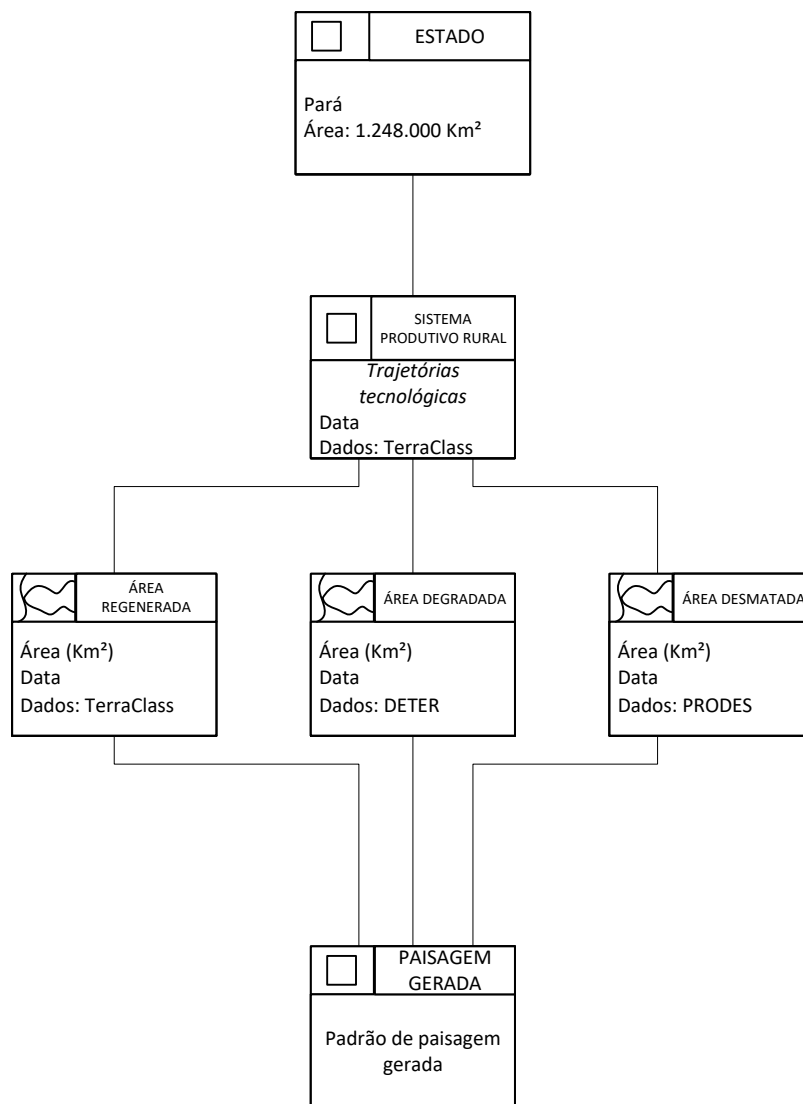 ESTADO
Pará
Área: 1.248.000 Km²
SISTEMA
PRODUTIVO RURAL
Trajetórias
tecnológicas
Data
Dados: TerraClass
ÁREA
REGENERADA
Área (Km²)
Data
Dados: TerraClass
ÁREA DEGRADADA
Área (Km²)
Data
Dados: DETER
ÁREA DESMATADA
Área (Km²)
Data
Dados: PRODES
PAISAGEM
GERADA
Padrão de paisagem
gerada